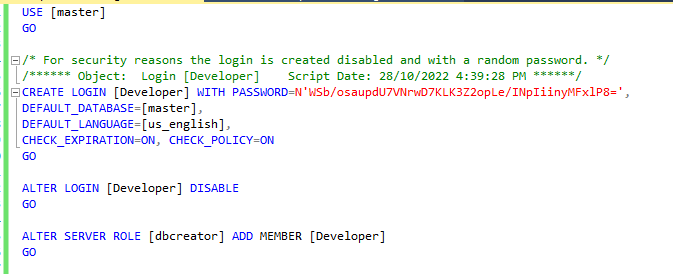 USE [master]
GO
/* For security reasons the login is created disabled and with a random password. */
/****** Object:  Login [Developer]    Script Date: 28/10/2022 4:39:28 PM ******/
CREATE LOGIN [Developer] WITH PASSWORD=N'WSb/osaupdU7VNrwD7KLK3Z2opLe/INpIiinyMFxlP8=',
DEFAULT_DATABASE=[master],
DEFAULT_LANGUAGE=[us_english],
CHECK_EXPIRATION=ON, CHECK_POLICY=ON
GO
ALTER LOGIN [Developer] DISABLE
GO
ALTER SERVER ROLE [dbcreator] ADD MEMBER [Developer]
GO